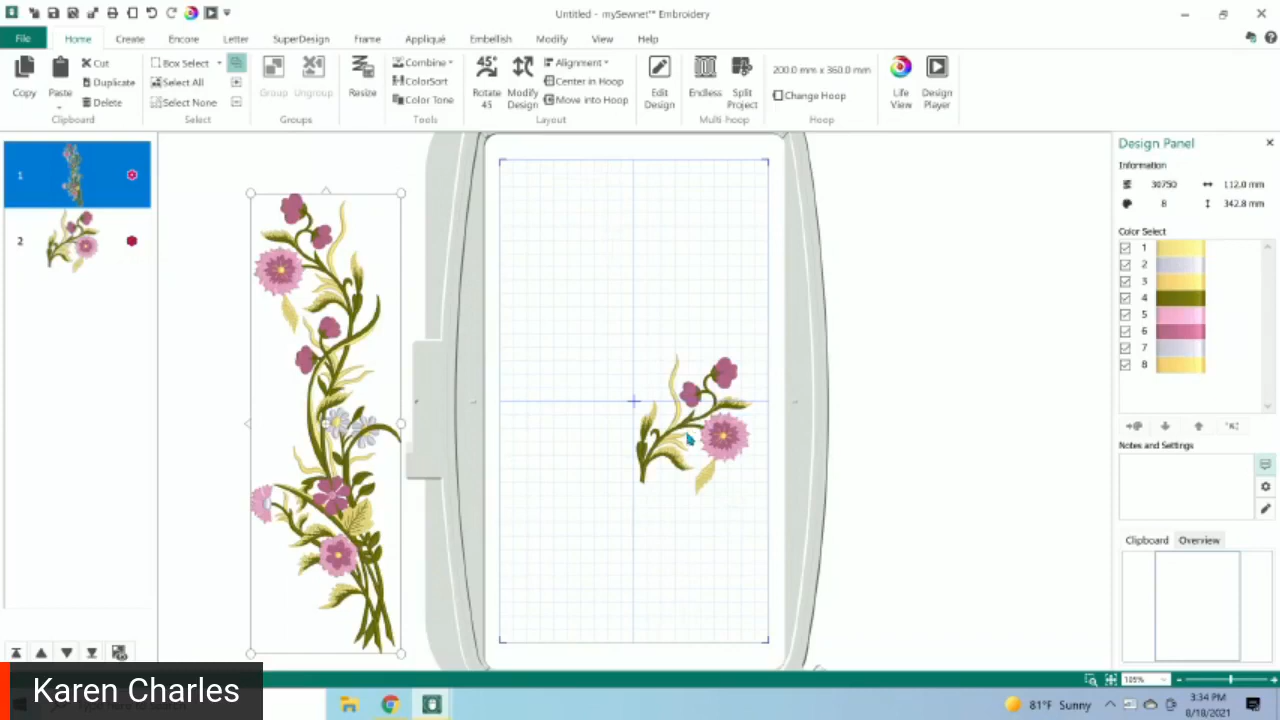 Untitled - mySewnet™ Embroidery
File Home Create Encore Letter SuperDesign Frame Appliqué Embellish Modify View Help
Copy Paste Cut Duplicate Delete
Clipboard
Box Select Select All Select None
Select
Group Ungroup
Groups
Resize
Combine ColorSort Color Tone
Tools
Rotate 45 Modify Design Alignment Center in Hoop Move into Hoop
Layout
Edit Design
Endless Split Project
Multi-hoop
200.0 mm x 360.0 mm
Change Hoop
Hoop
Life View Design Player
1
2
Design Panel
Information
30750 112.0 mm
8 342.8 mm
Color Select
1
2
3
4
5
6
7
8
Notes and Settings
Clipboard Overview
Karen Charles
81°F Sunny
3:34 PM
8/18/2021